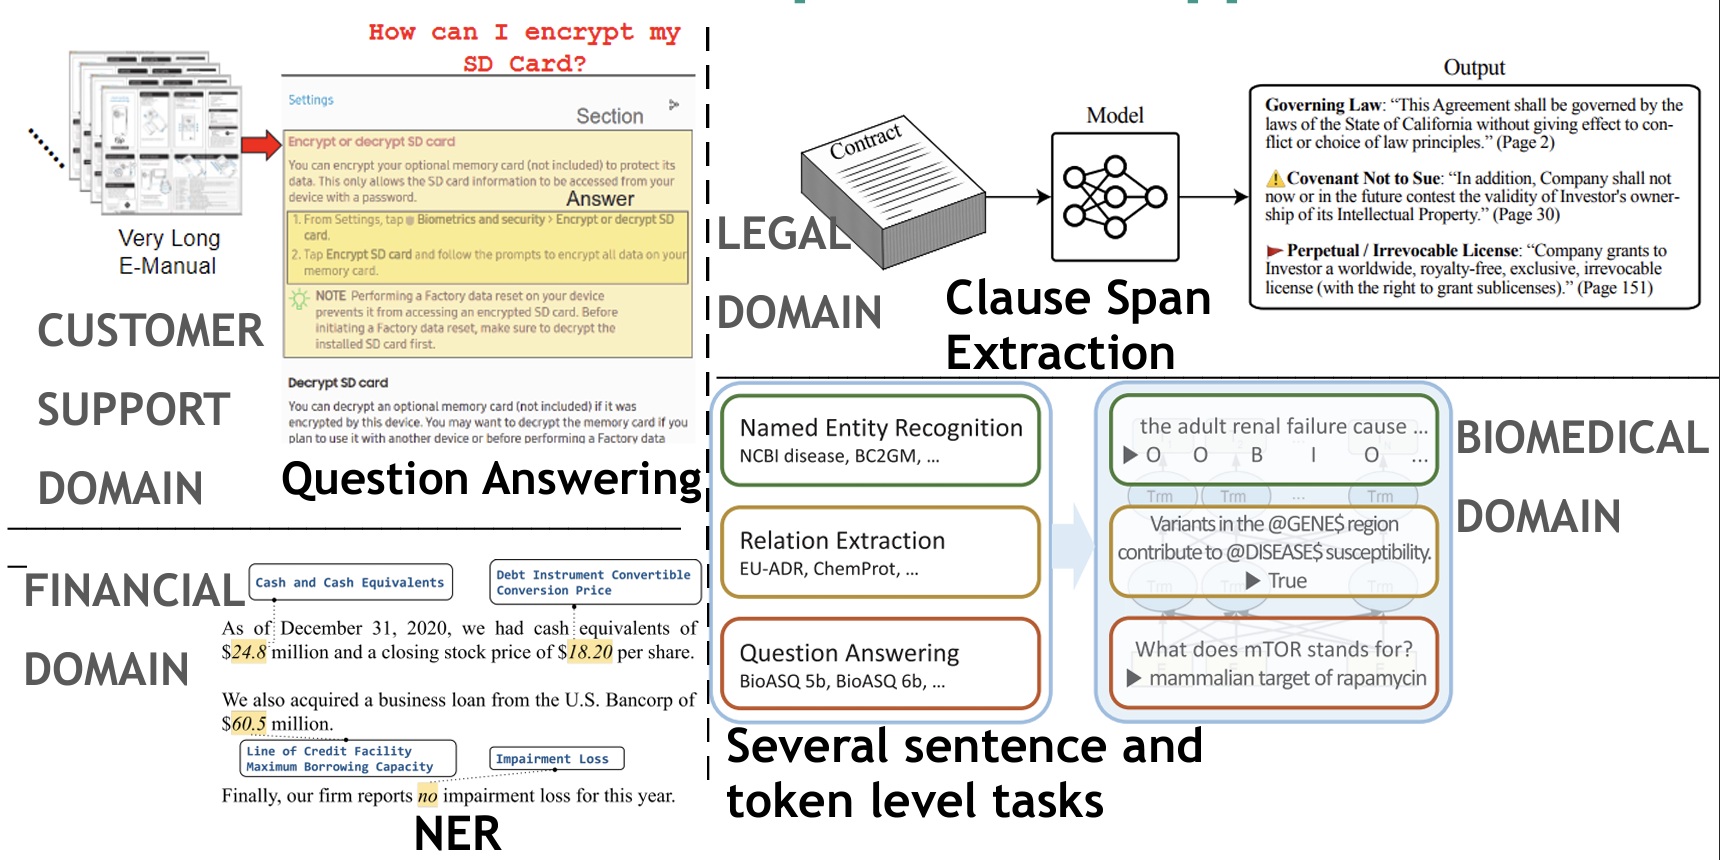 How can I encrypt my
SD Card?
Settings
Section
Encrypt or decrypt SD card
You can encrypt your optional memory card (not included) to protect its
data. This only allows the SD card information to be accessed from your
device with a password.
Answer
1. From Settings, tap Biometrics and security > Encrypt or decrypt SD
card.
2. Tap Encrypt SD card and follow the prompts to encrypt all data on your
memory card.
NOTE Performing a Factory data reset on your device
prevents it from accessing an encrypted SD card. Before
initiating a Factory data reset, make sure to decrypt the
installed SD card first.
Decrypt SD card
You can decrypt an optional memory card (not included) if it was
encrypted by this device. You may want to decrypt the memory card if you
plan to use it with another device or before performing a Factory data
Very Long
E-Manual
CUSTOMER
SUPPORT
DOMAIN
Question Answering
Contract
Model
Output
Governing Law: “This Agreement shall be governed by the
laws of the State of California without giving effect to con-
flict or choice of law principles.” (Page 2)
Covenant Not to Sue: “In addition, Company shall not
now or in the future contest the validity of Investor's owner-
ship of its Intellectual Property.” (Page 30)
Perpetual / Irrevocable License: “Company grants to
Investor a worldwide, royalty-free, exclusive, irrevocable
license (with the right to grant sublicenses).” (Page 151)
LEGAL
DOMAIN
Clause Span
Extraction
FINANCIAL
DOMAIN
Cash and Cash Equivalents
Debt Instrument Convertible
Conversion Price
As of December 31, 2020, we had cash equivalents of
$24.8 million and a closing stock price of $18.20 per share.
We also acquired a business loan from the U.S. Bancorp of
$60.5 million.
Line of Credit Facility
Maximum Borrowing Capacity
Impairment Loss
Finally, our firm reports no impairment loss for this year.
NER
Named Entity Recognition
NCBI disease, BC2GM, ...
Relation Extraction
EU-ADR, ChemProt, ...
Question Answering
BioASQ 5b, BioASQ 6b, ...
the adult renal failure cause ...
O O B I O ...
Trm Trm ... Trm
Variants in the @GENE$ region
contribute to @DISEASE$ susceptibility.
True
Trm Trm Trm
What does mTOR stands for?
mammalian target of rapamycin
BIOMEDICAL
DOMAIN
Several sentence and
token level tasks